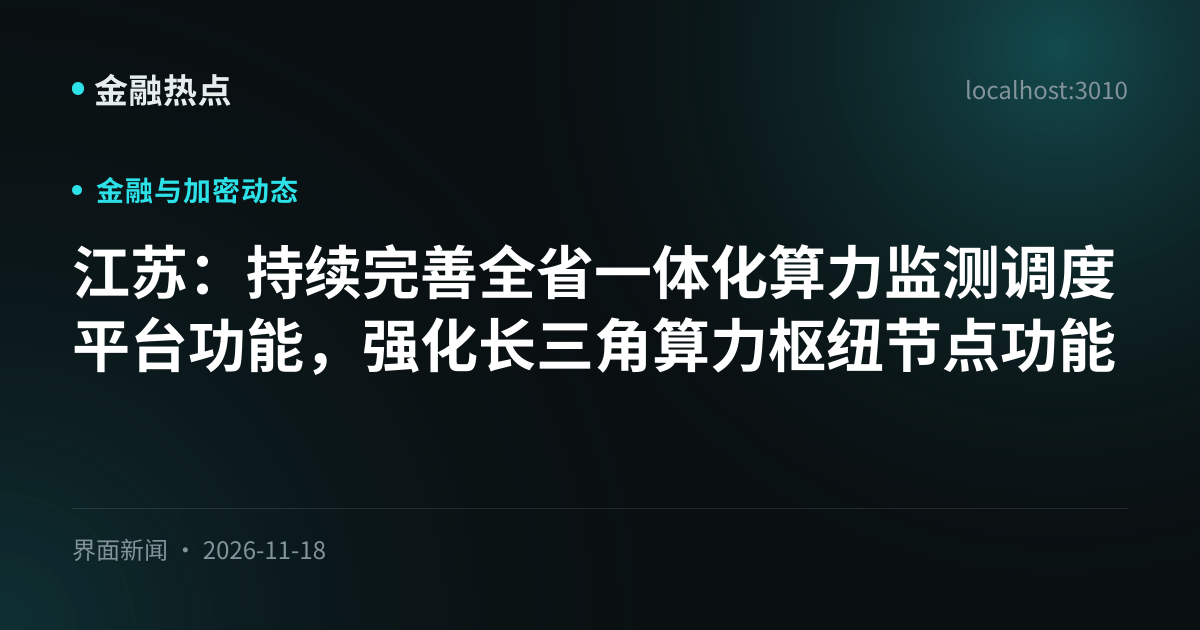 金融热点
localhost:3010
金融与加密动态
江苏：持续完善全省一体化算力监测调度
平台功能，强化长三角算力枢纽节点功能
界面新闻 · 2026-11-18